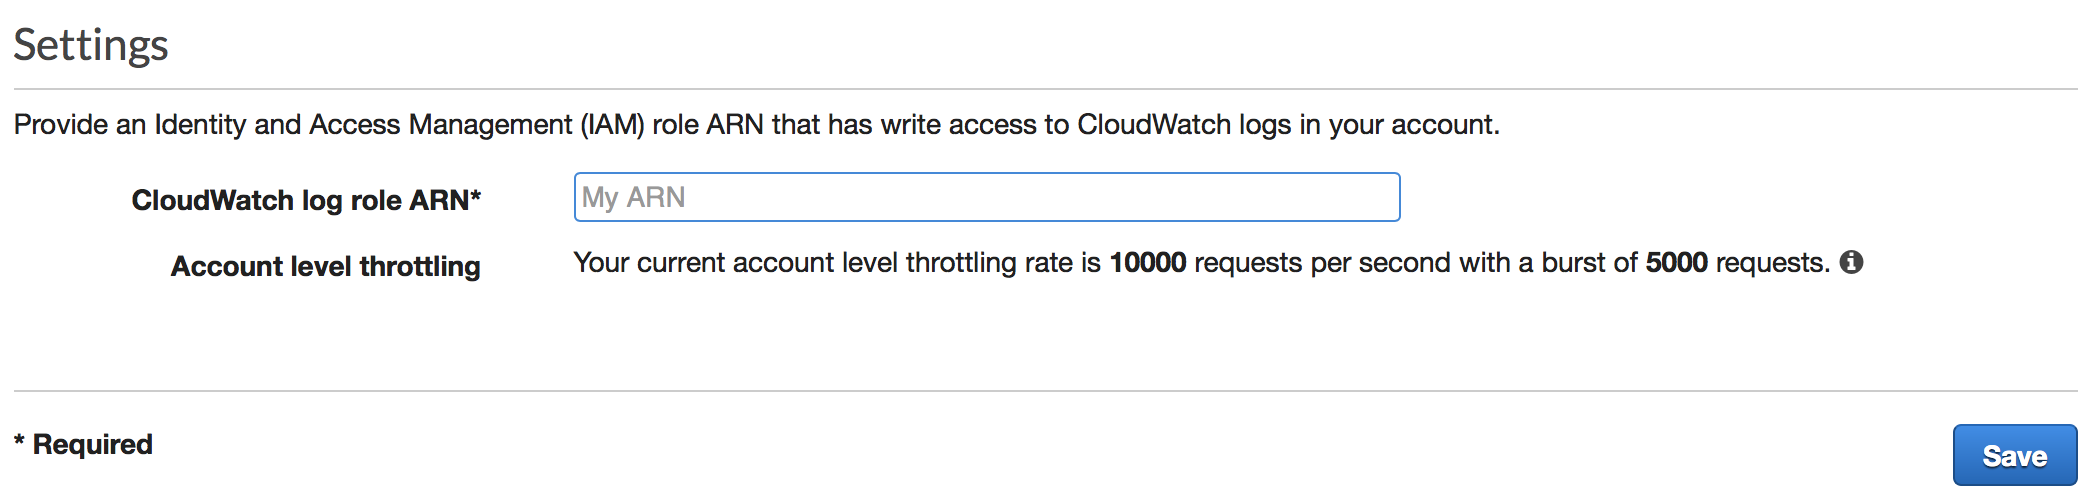 Settings
Provide an Identity and Access Management (IAM) role ARN that has write access to CloudWatch logs in your account.
CloudWatch log role ARN*
My ARN
Account level throttling
Your current account level throttling rate is 10000 requests per second with a burst of 5000 requests.
* Required
Save